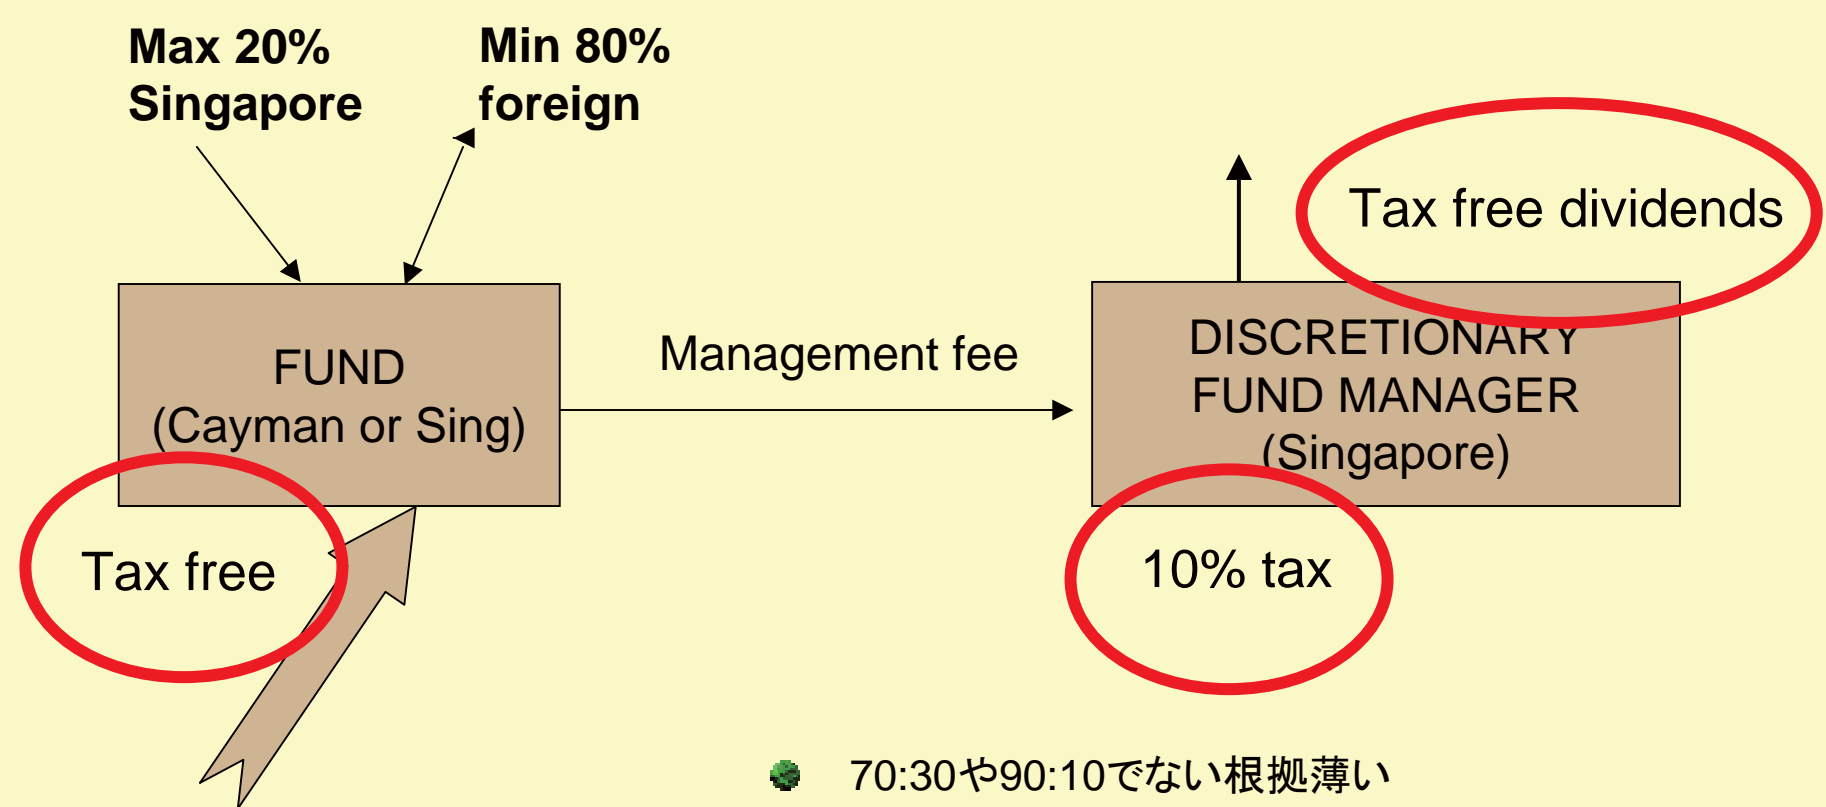 Max 20%
Singapore
Min 80%
foreign
Tax free dividends
FUND
(Cayman or Sing)
Management fee
DISCRETIONARY
FUND MANAGER
(Singapore)
Tax free
10% tax
70:30や90:10でない根拠薄い